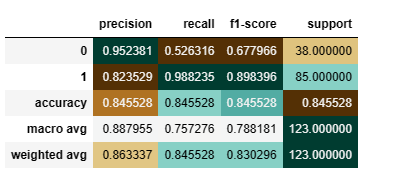 precision recall f1-score support
0 0.952381 0.526316 0.677966 38.000000
1 0.823529 0.988235 0.898396 85.000000
accuracy 0.845528 0.845528 0.845528 0.845528
macro avg 0.887955 0.757276 0.788181 123.000000
weighted avg 0.863337 0.845528 0.830296 123.000000